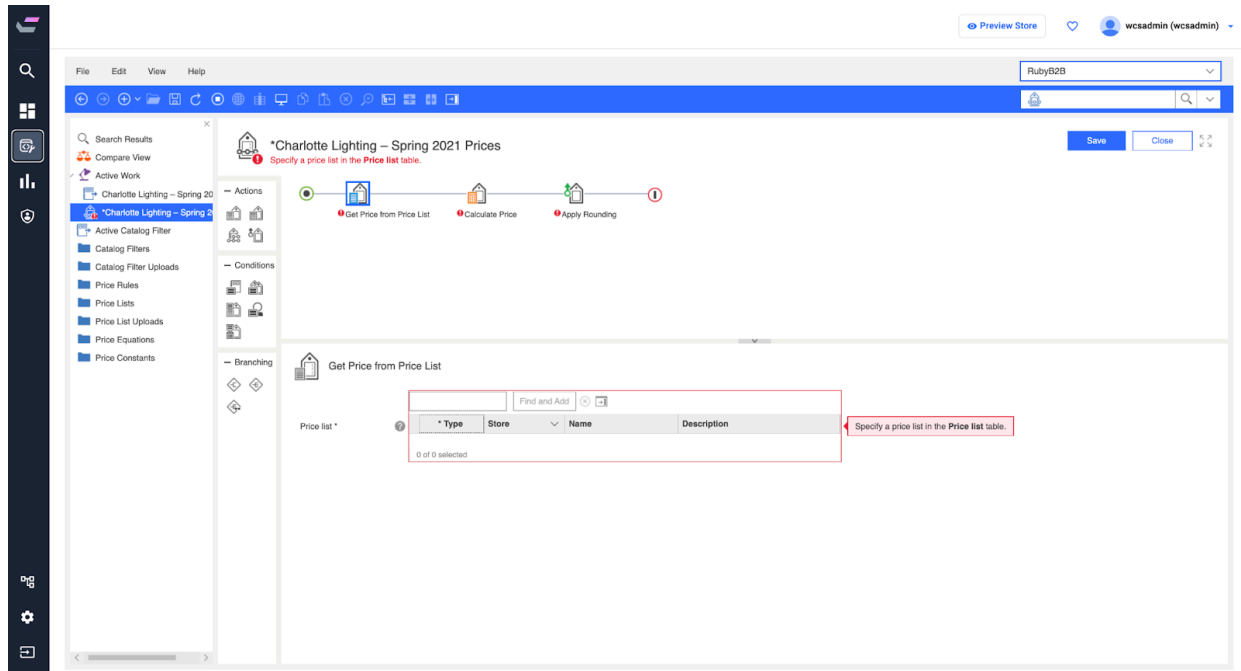 Preview Store
wcsadmin (wcsadmin)
File Edit View Help
RubyB2B
Search Results
Compare View
Active Work
Charlotte Lighting – Spring 20
*Charlotte Lighting – Spring 2
Active Catalog Filter
Catalog Filters
Catalog Filter Uploads
Price Rules
Price Lists
Price List Uploads
Price Equations
Price Constants
*Charlotte Lighting – Spring 2021 Prices
Specify a price list in the Price list table.
Save
Close
Actions
Conditions
Branching
Get Price from Price List
Calculate Price
Apply Rounding
Get Price from Price List
Find and Add
Price list *
* Type Store Name Description
0 of 0 selected
Specify a price list in the Price list table.